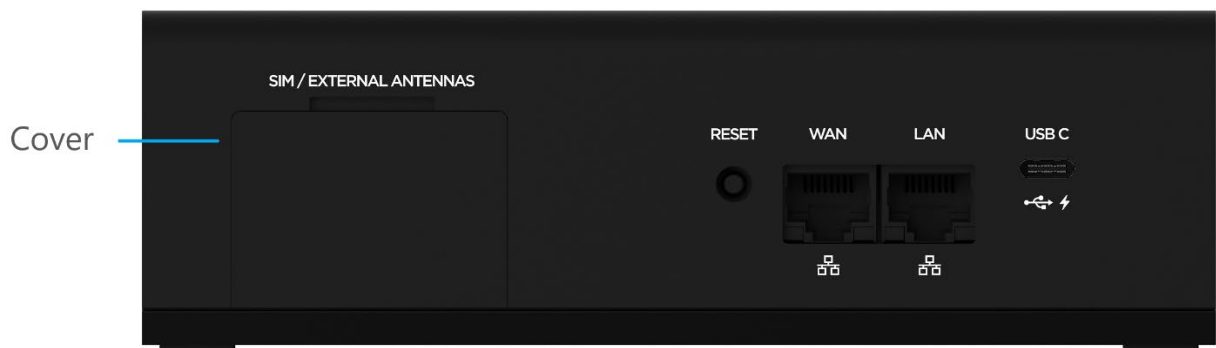 SIM / EXTERNAL ANTENNAS
Cover
RESET WAN LAN USB C